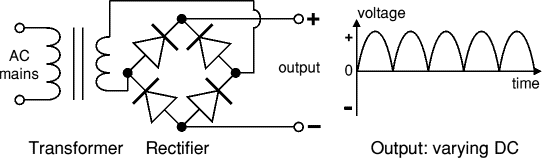 AC
mains
+
output
−
Transformer
Rectifier
voltage
+
0
-
time
Output: varying DC